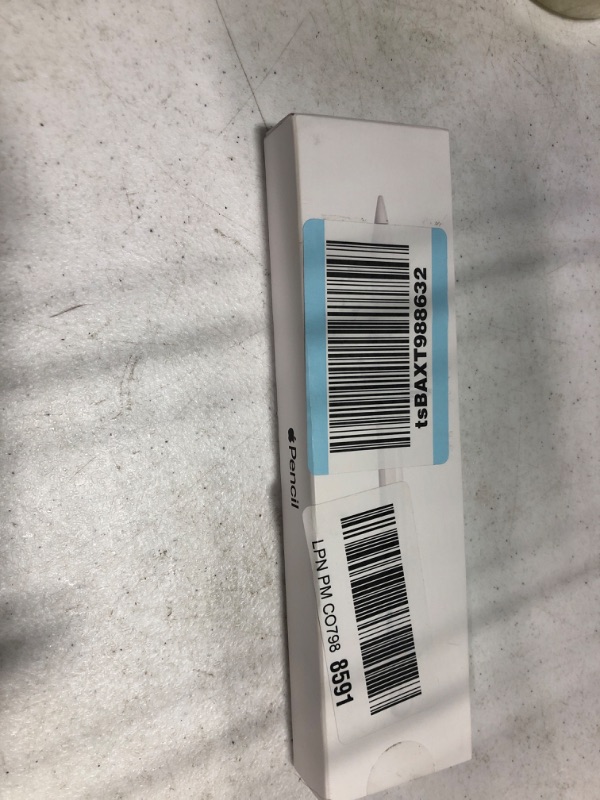 tsBAXT988632
Pencil
LPN PM CO798 8591